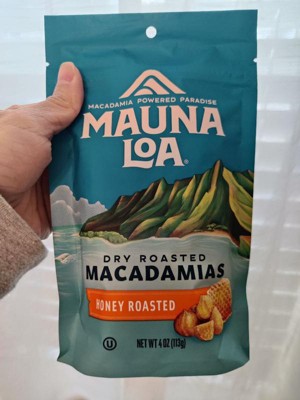 MACADAMIA POWERED PARADISE
MAUNA
LOA®
DRY ROASTED
MACADAMIAS
HONEY ROASTED
U
NET WT 4 OZ (113g)